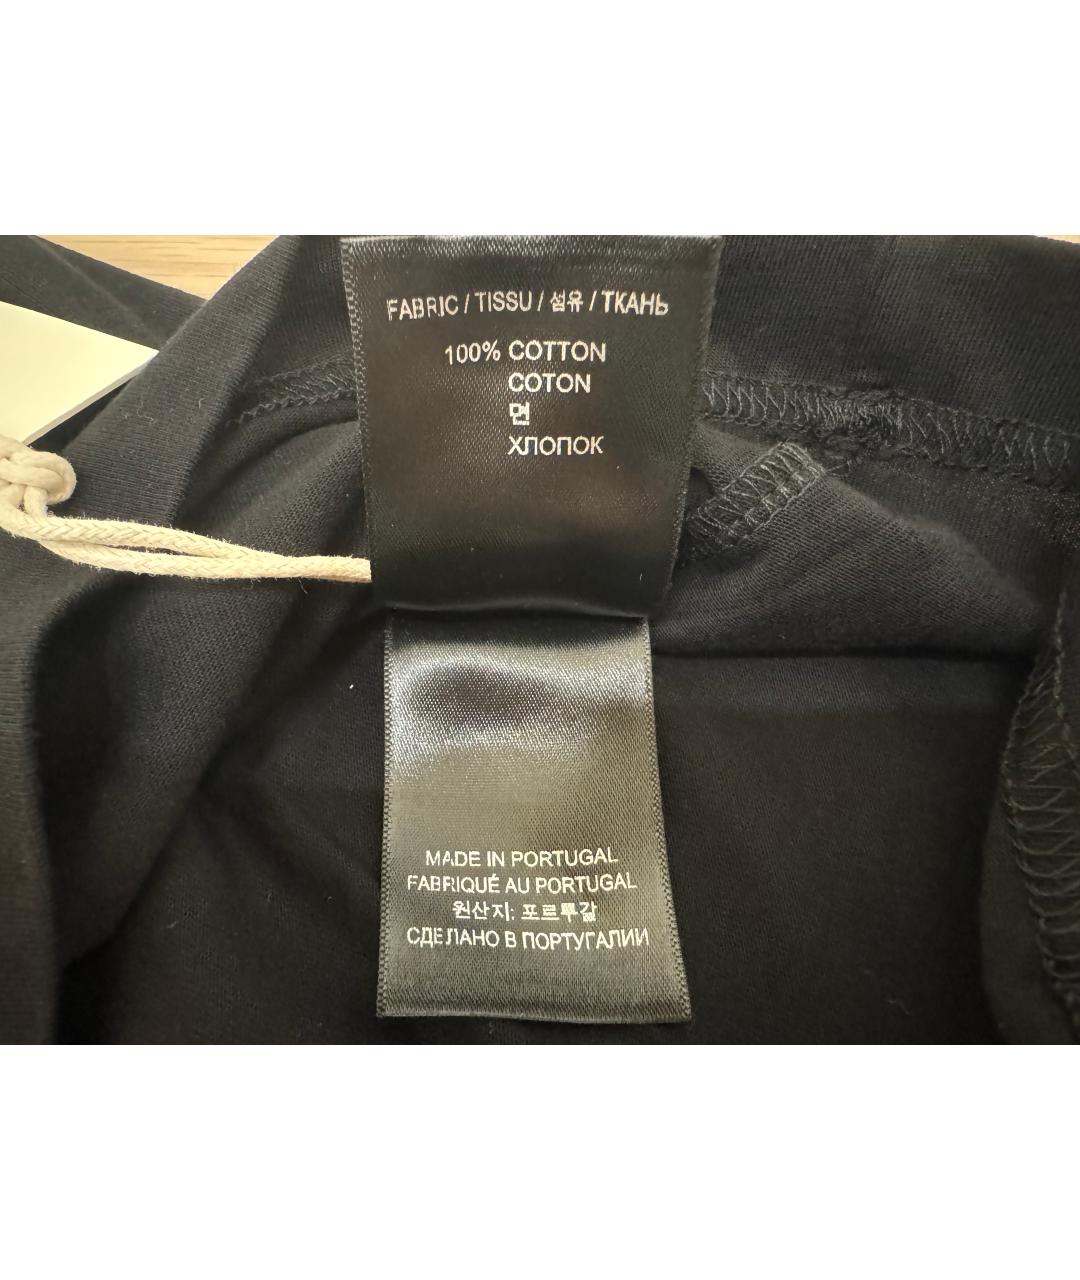 FABRIC / TISSU / 섬유 / ТКАНЬ
100% COTTON
COTON
면
ХЛОПОК
MADE IN PORTUGAL
FABRIQUÉ AU PORTUGAL
원산지: 포르투갈
СДЕЛАНО В ПОРТУГАЛИИ